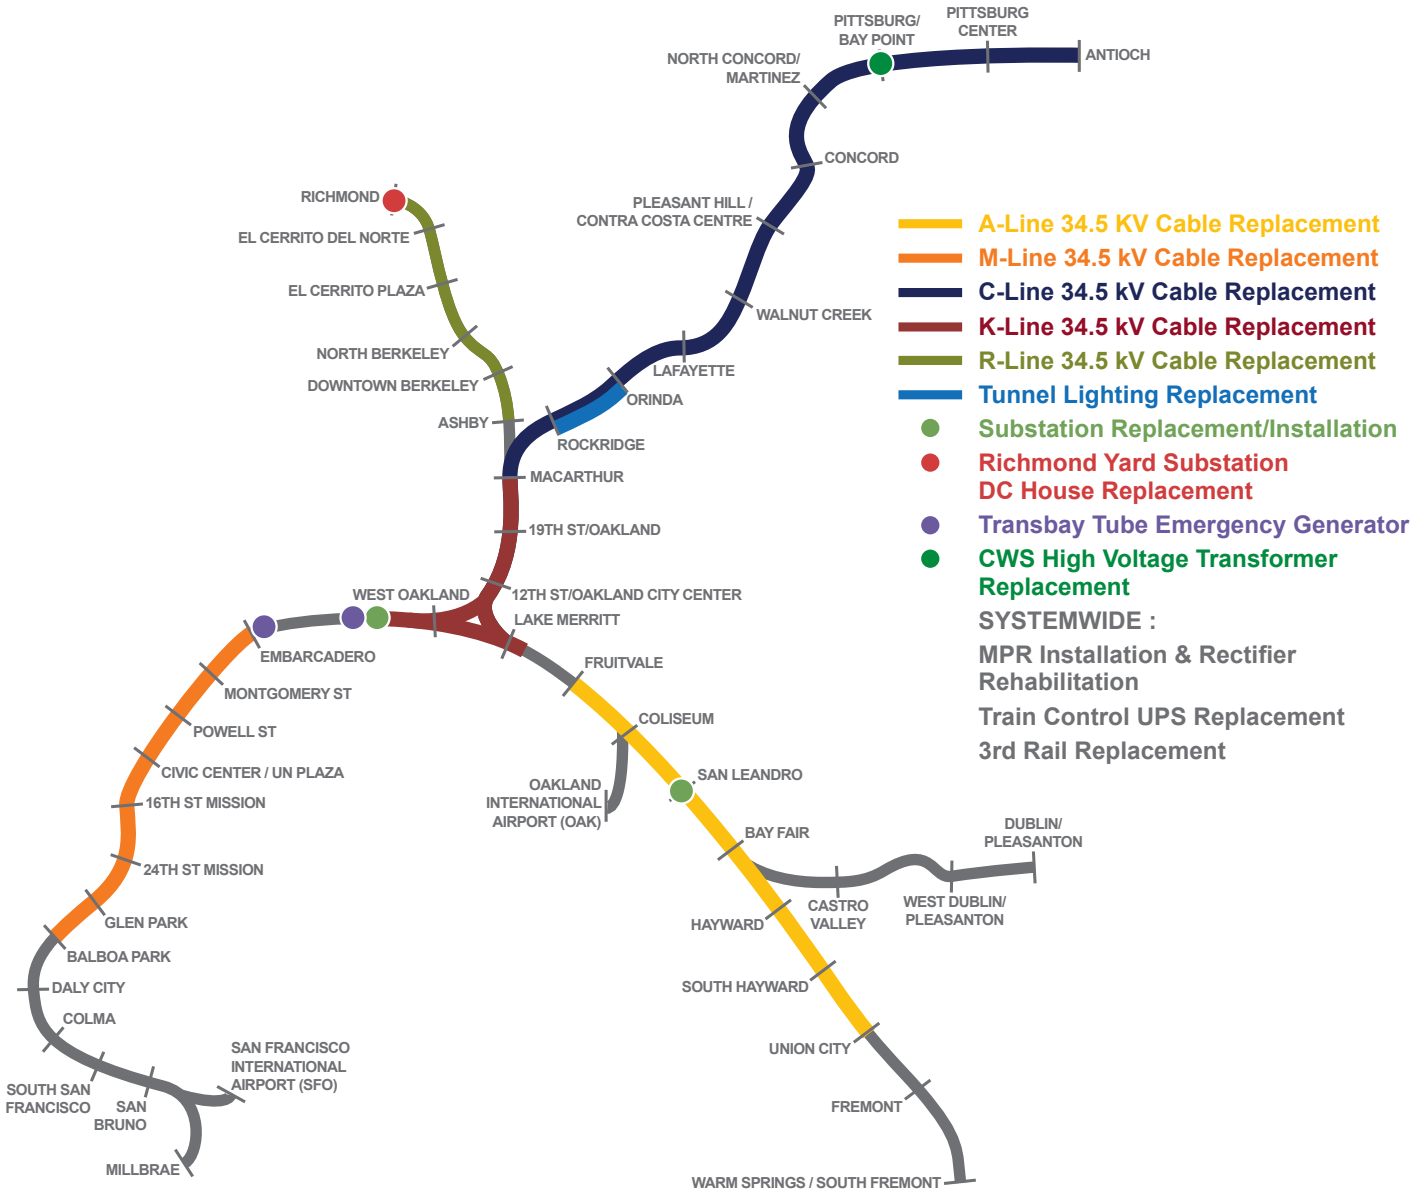 PITTSBURG/
BAY POINT
PITTSBURG
CENTER
ANTIOCH
NORTH CONCORD/
MARTINEZ
CONCORD
PLEASANT HILL /
CONTRA COSTA CENTRE
WALNUT CREEK
LAFAYETTE
ORINDA
ROCKRIDGE
RICHMOND
EL CERRITO DEL NORTE
EL CERRITO PLAZA
NORTH BERKELEY
DOWNTOWN BERKELEY
ASHBY
MACARTHUR
19TH ST/OAKLAND
12TH ST/OAKLAND CITY CENTER
WEST OAKLAND
LAKE MERRITT
EMBARCADERO
MONTGOMERY ST
POWELL ST
CIVIC CENTER / UN PLAZA
16TH ST MISSION
24TH ST MISSION
GLEN PARK
BALBOA PARK
DALY CITY
COLMA
SOUTH SAN
FRANCISCO
SAN
BRUNO
SAN FRANCISCO
INTERNATIONAL
AIRPORT (SFO)
MILLBRAE
FRUITVALE
COLISEUM
OAKLAND
INTERNATIONAL
AIRPORT (OAK)
SAN LEANDRO
BAY FAIR
CASTRO
VALLEY
WEST DUBLIN/
PLEASANTON
DUBLIN/
PLEASANTON
HAYWARD
SOUTH HAYWARD
UNION CITY
FREMONT
WARM SPRINGS / SOUTH FREMONT
A-Line 34.5 KV Cable Replacement
M-Line 34.5 kV Cable Replacement
C-Line 34.5 kV Cable Replacement
K-Line 34.5 kV Cable Replacement
R-Line 34.5 kV Cable Replacement
Tunnel Lighting Replacement
Substation Replacement/Installation
Richmond Yard Substation
DC House Replacement
Transbay Tube Emergency Generator
CWS High Voltage Transformer
Replacement
SYSTEMWIDE :
MPR Installation & Rectifier
Rehabilitation
Train Control UPS Replacement
3rd Rail Replacement